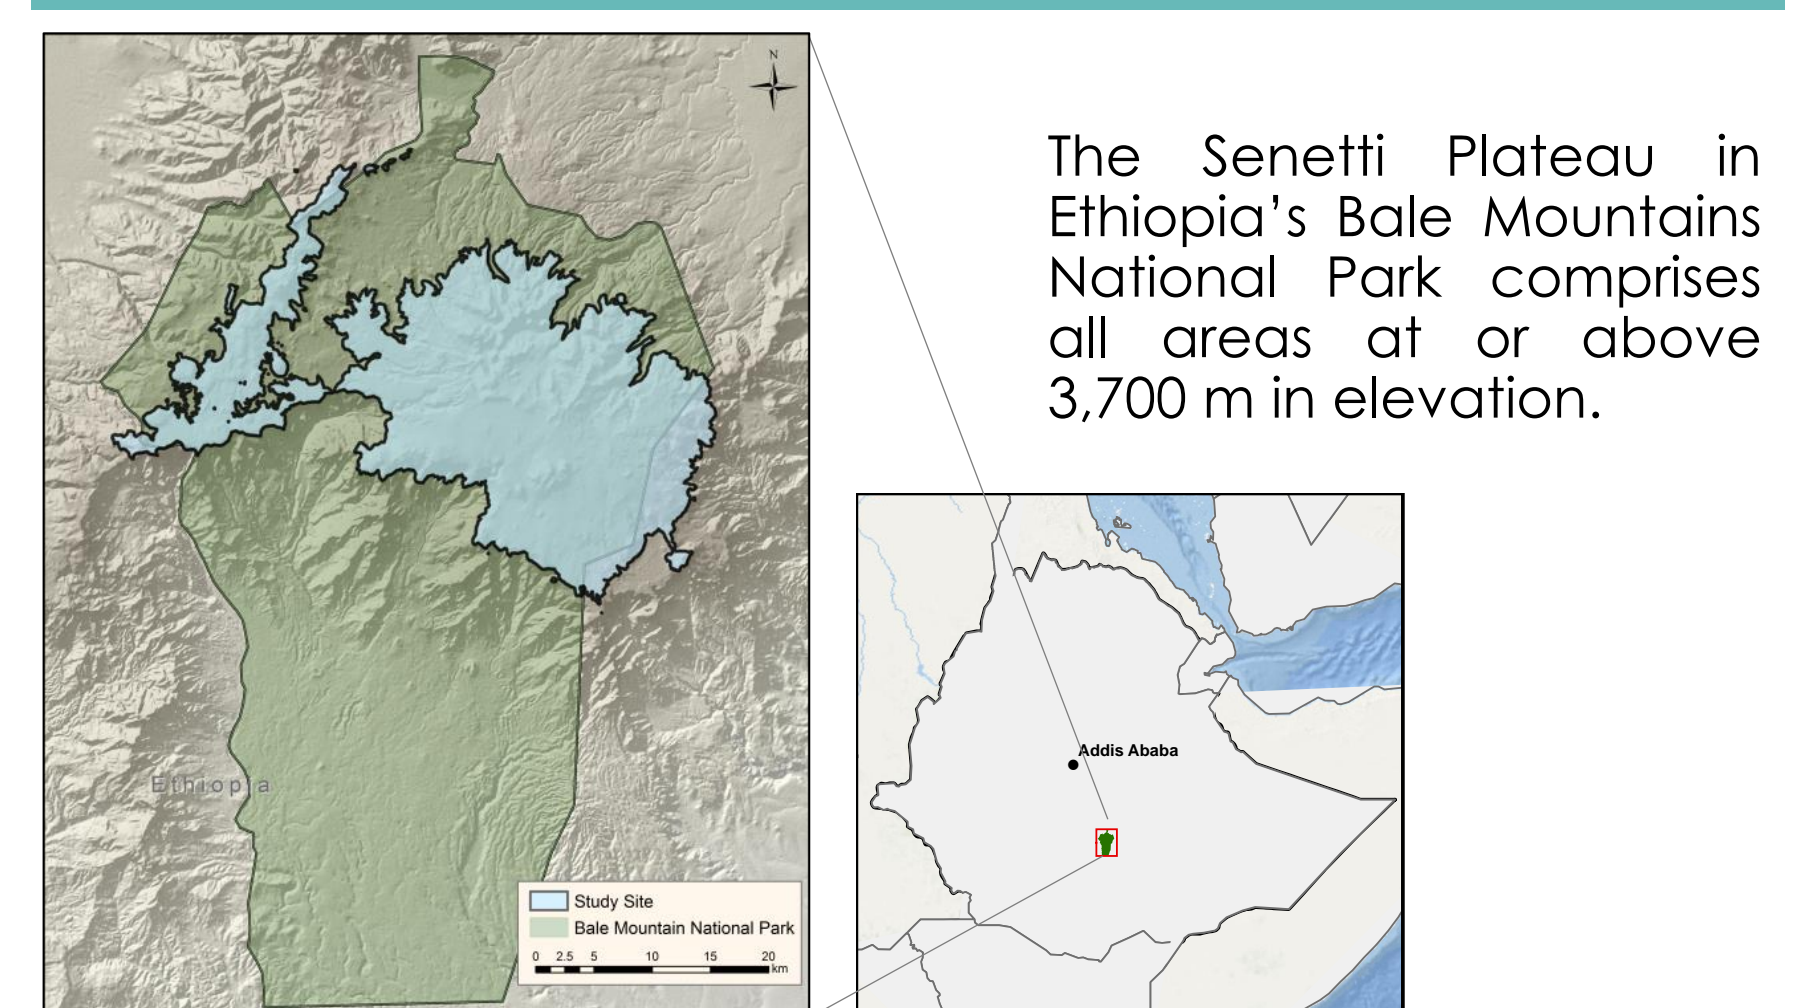 N
The Senetti Plateau in
Ethiopia’s Bale Mountains
National Park comprises
all areas at or above
3,700 m in elevation.
Ethiopia
Study Site
Bale Mountain National Park
0 2.5 5 10 15 20
km
Addis Ababa